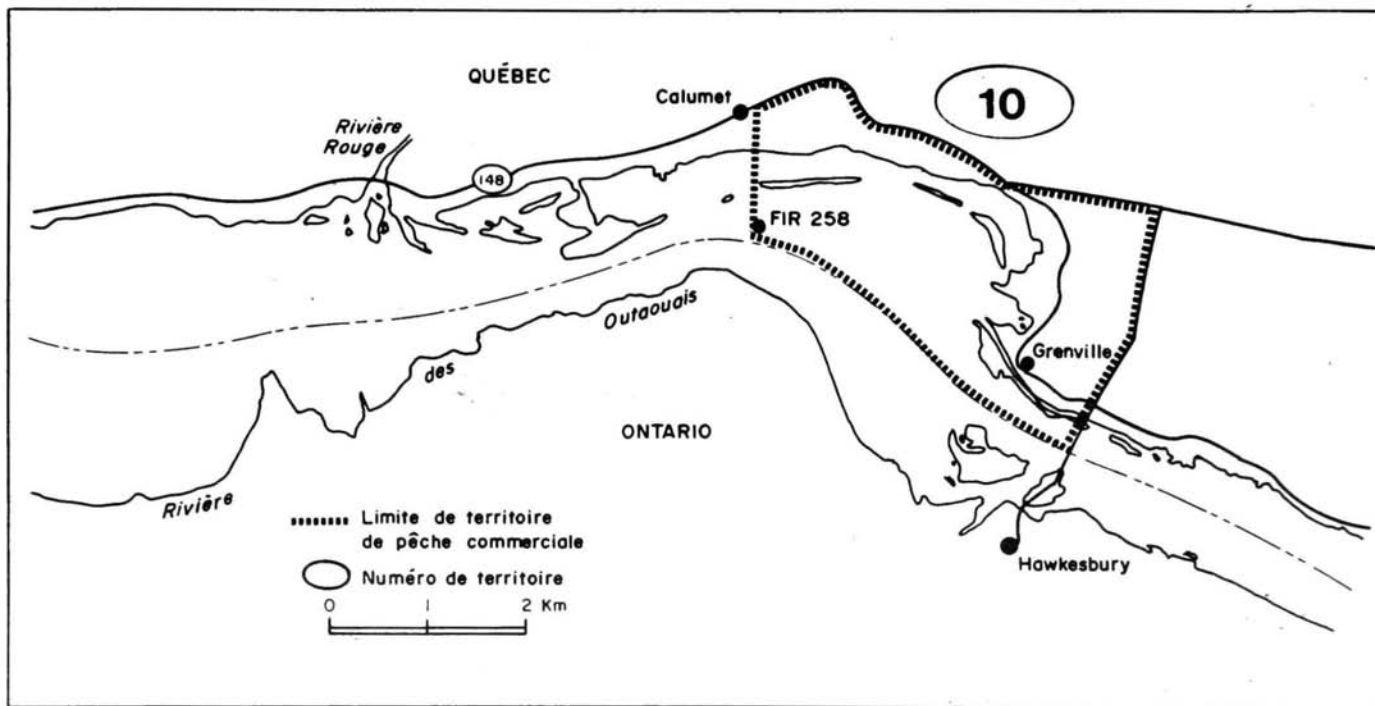 QUÉBEC
Calumet
10
Rivière
Rouge
148
FIR 258
Grenville
Rivière des Outaouais
ONTARIO
Hawkesbury
Limite de territoire
de pêche commerciale
Numéro de territoire
0 1 2 Km